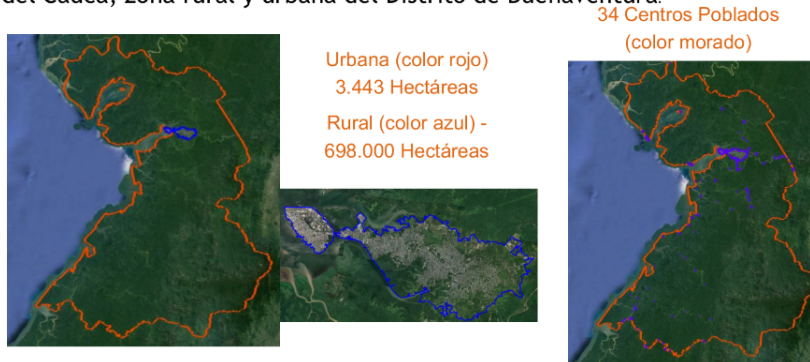 del Cauca, zona rural y urbana del Distrito de Buenaventura.
34 Centros Poblados
(color morado)
Urbana (color rojo)
3.443 Hectáreas
Rural (color azul) -
698.000 Hectáreas